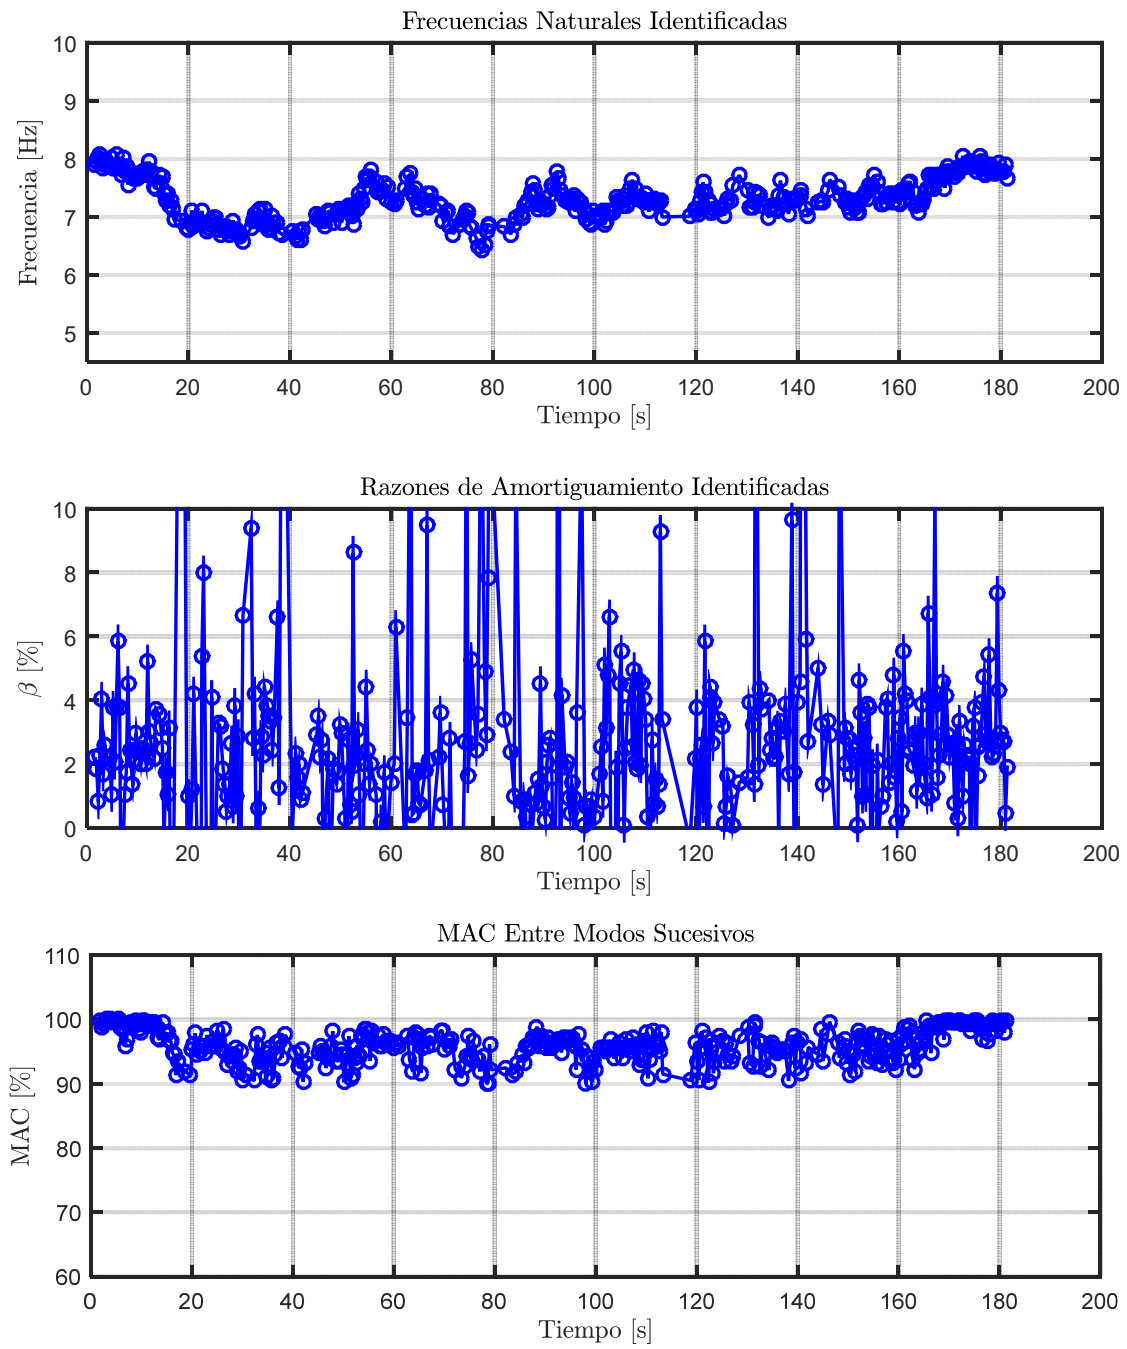 Frecuencias Naturales Identificadas
10
9
8
7
6
5
Frecuencia [Hz]
0 20 40 60 80 100 120 140 160 180 200
Tiempo [s]
Razones de Amortiguamiento Identificadas
10
8
6
4
2
0
β [%]
0 20 40 60 80 100 120 140 160 180 200
Tiempo [s]
MAC Entre Modos Sucesivos
110
100
90
80
70
60
MAC [%]
0 20 40 60 80 100 120 140 160 180 200
Tiempo [s]